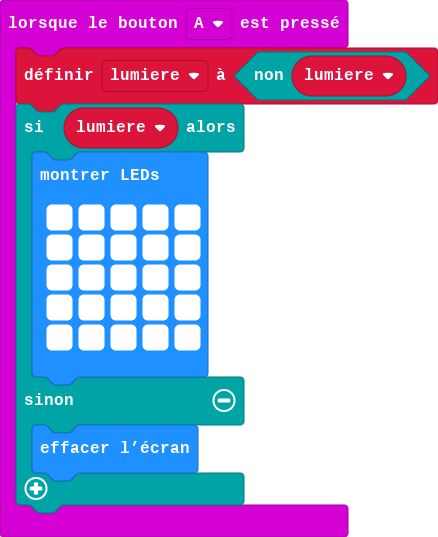 lorsque le bouton A est pressé
définir lumiere à non lumiere
si lumiere alors
montrer LEDs
sinon
effacer l’écran